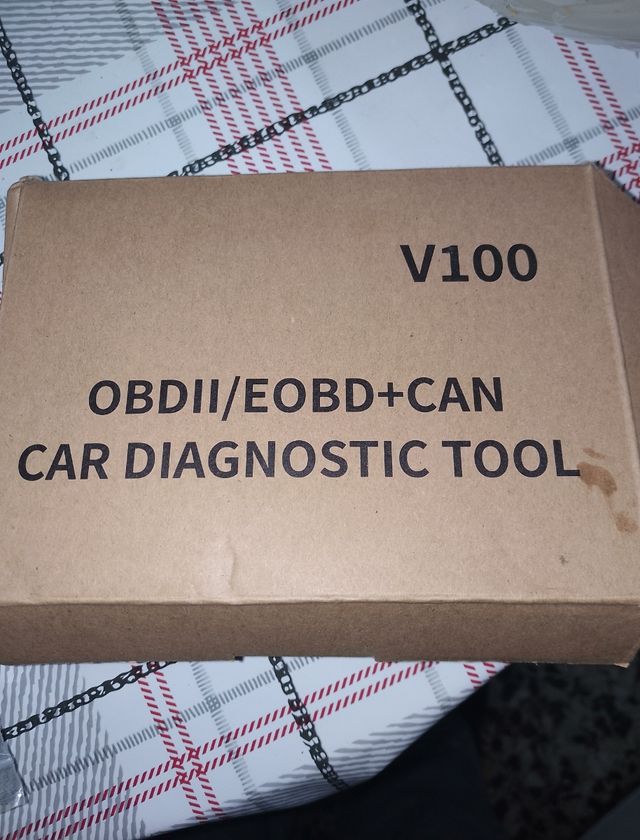 V100
OBDII/EOBD+CAN
CAR DIAGNOSTIC TOOL